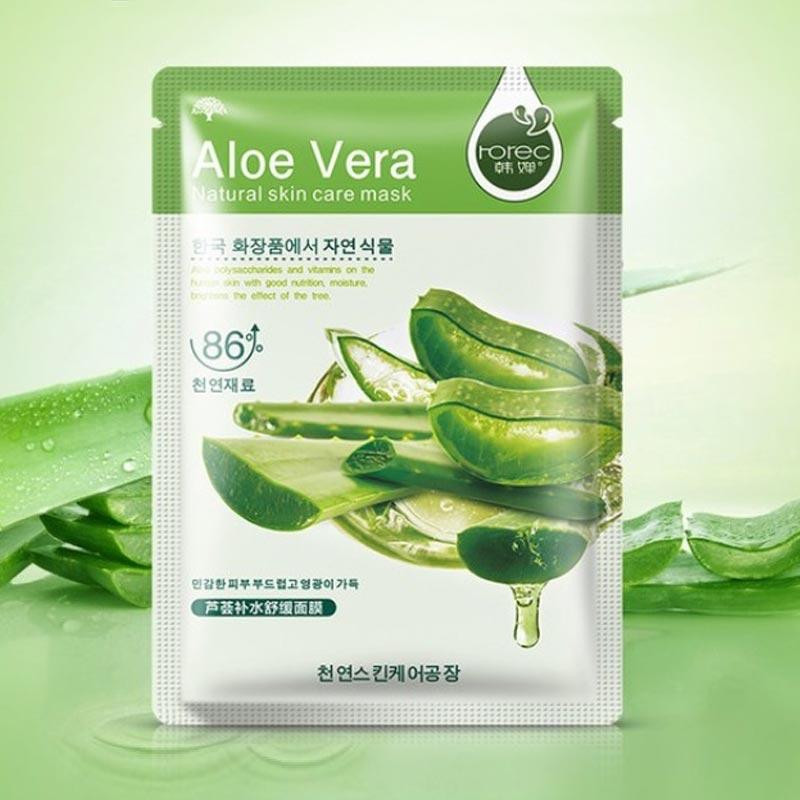 Aloe Vera
Natural skin care mask
Horec
韩婵®
한국 화장품에서 자연식물
Aloe polysaccharides and vitamins on the
human skin with good nutrition, moisture,
brightens the effect of the tree.
86%
천연재료
민감한피부부드럽고영광이가득
芦荟补水舒缓面膜
천연스킨케어공장